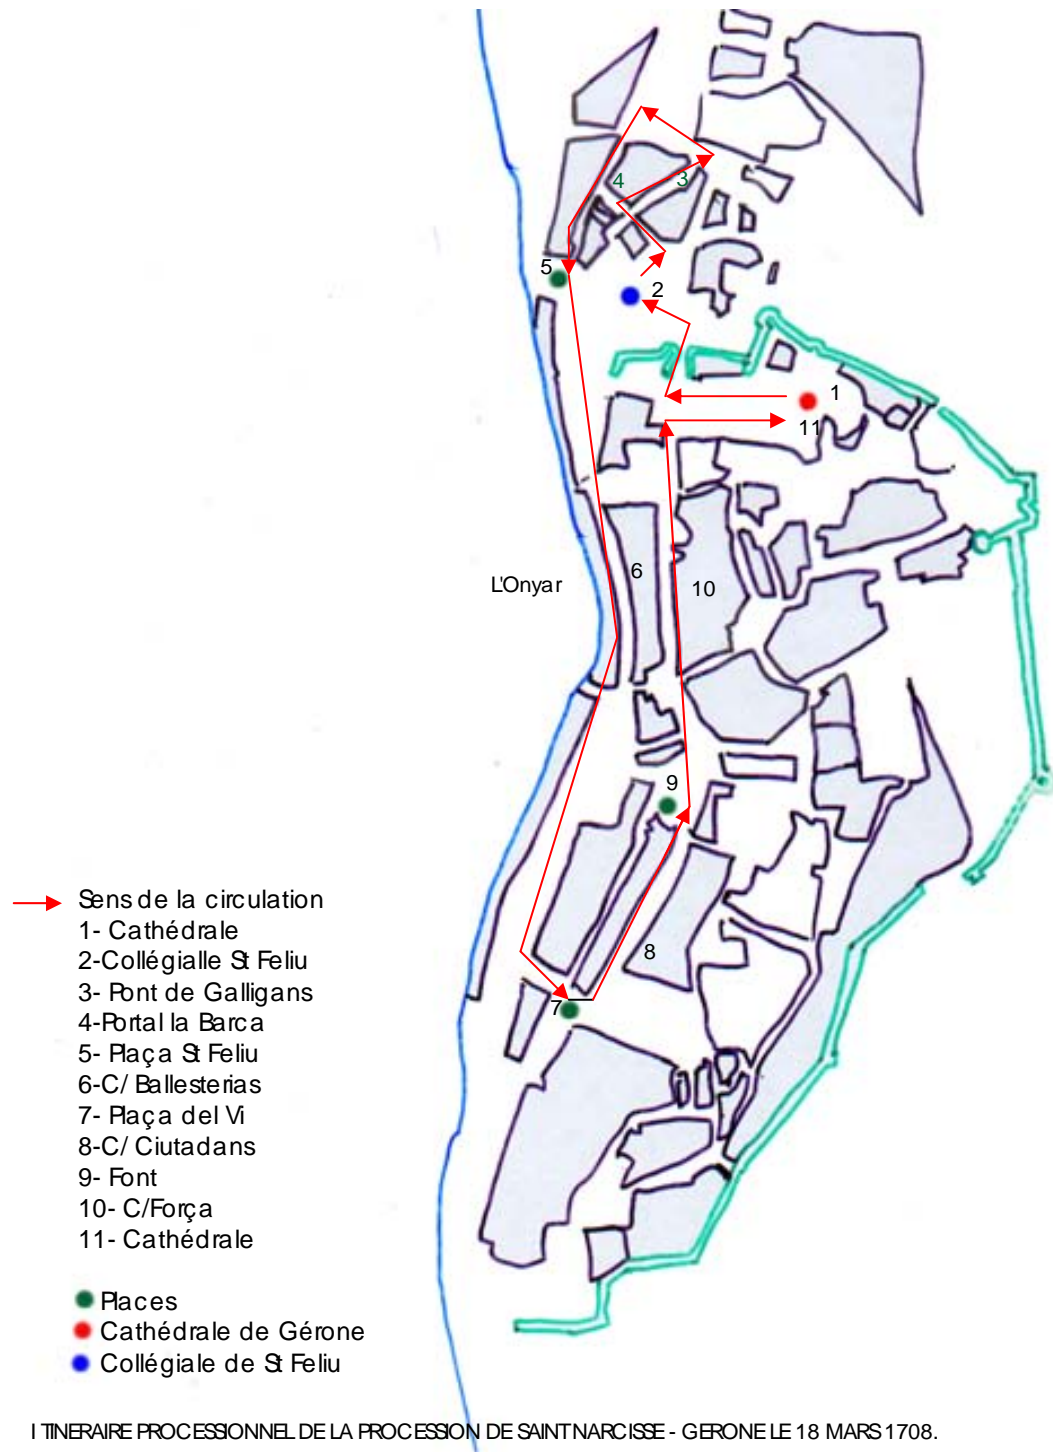 4
3
5
2
1
11
L'Onyar
6
10
9
8
7
Sens de la circulation
1- Cathédrale
2-Collégialle St Feliu
3- Pont de Galligans
4-Portal la Barca
5- Plaça St Feliu
6-C/ Ballesterias
7- Plaça del Vi
8-C/ Ciutadans
9- Font
10- C/Força
11- Cathédrale
Places
Cathédrale de Gérone
Collégiale de St Feliu
ITINERAIRE PROCESSIONNEL DE LA PROCESSION DE SAINT NARCISSE - GERONE LE 18 MARS 1708.